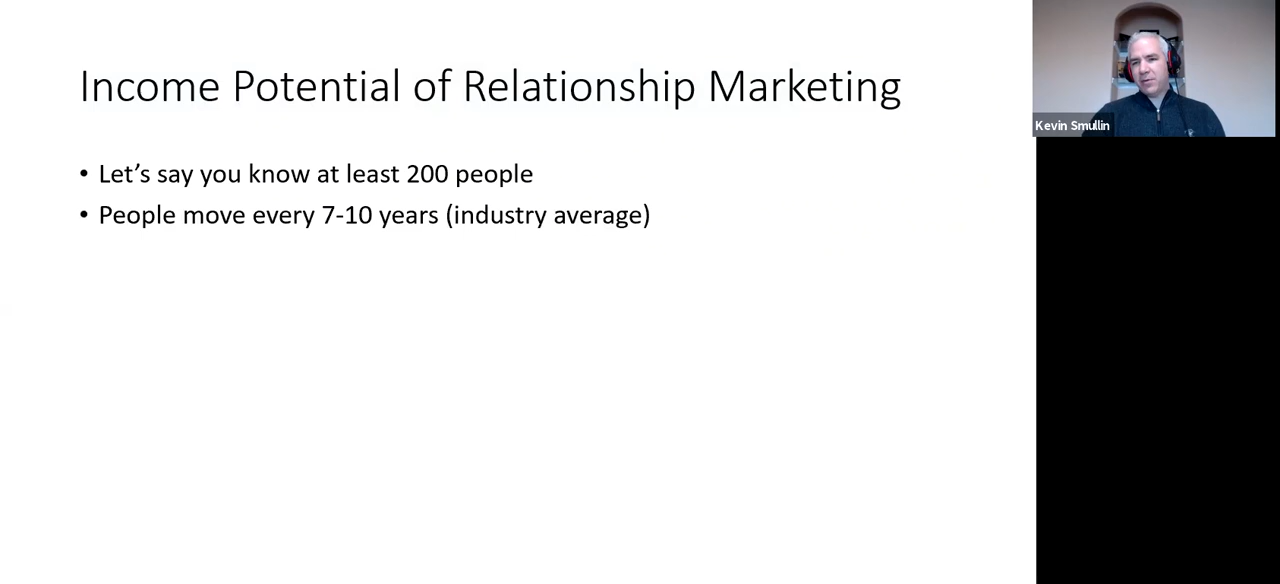 Income Potential of Relationship Marketing
• Let’s say you know at least 200 people
• People move every 7-10 years (industry average)
Kevin Smullin